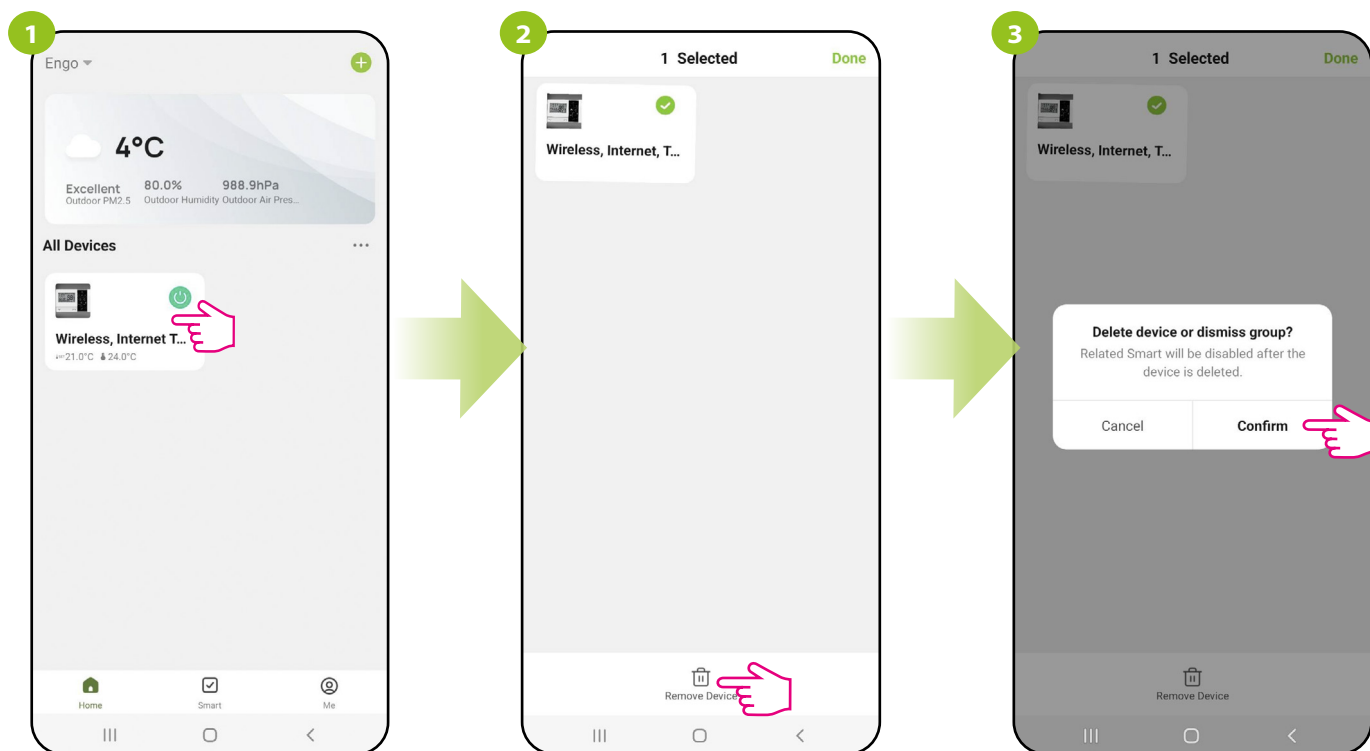 1
Engo
4°C
Excellent 80.0% 988.9hPa
Outdoor PM2.5 Outdoor Humidity Outdoor Air Pres...
All Devices
Wireless, Internet T...
21.0°C 24.0°C
Home Smart Me
2
1 Selected Done
Wireless, Internet, T...
Remove Device
3
1 Selected Done
Wireless, Internet, T...
Delete device or dismiss group?
Related Smart will be disabled after the
device is deleted.
Cancel Confirm
Remove Device